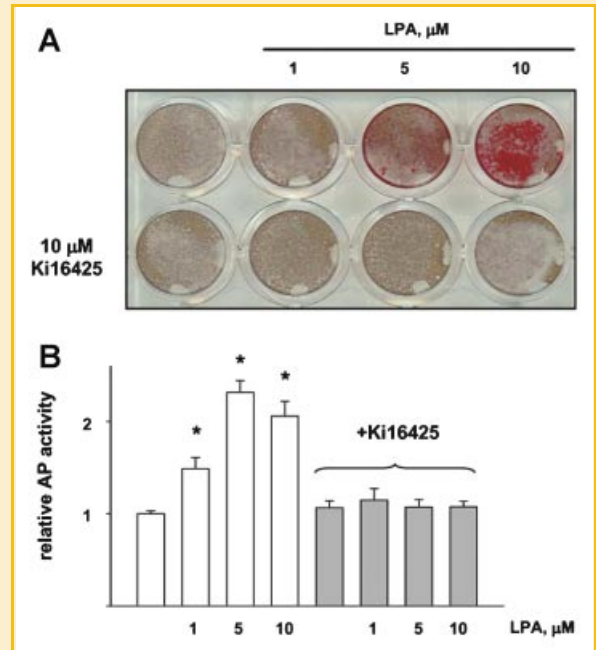 A
LPA, μM
1 5 10
10 μM
Ki16425
B
relative AP activity
2
1
* * *
+Ki16425
1 5 10 1 5 10 LPA, μM